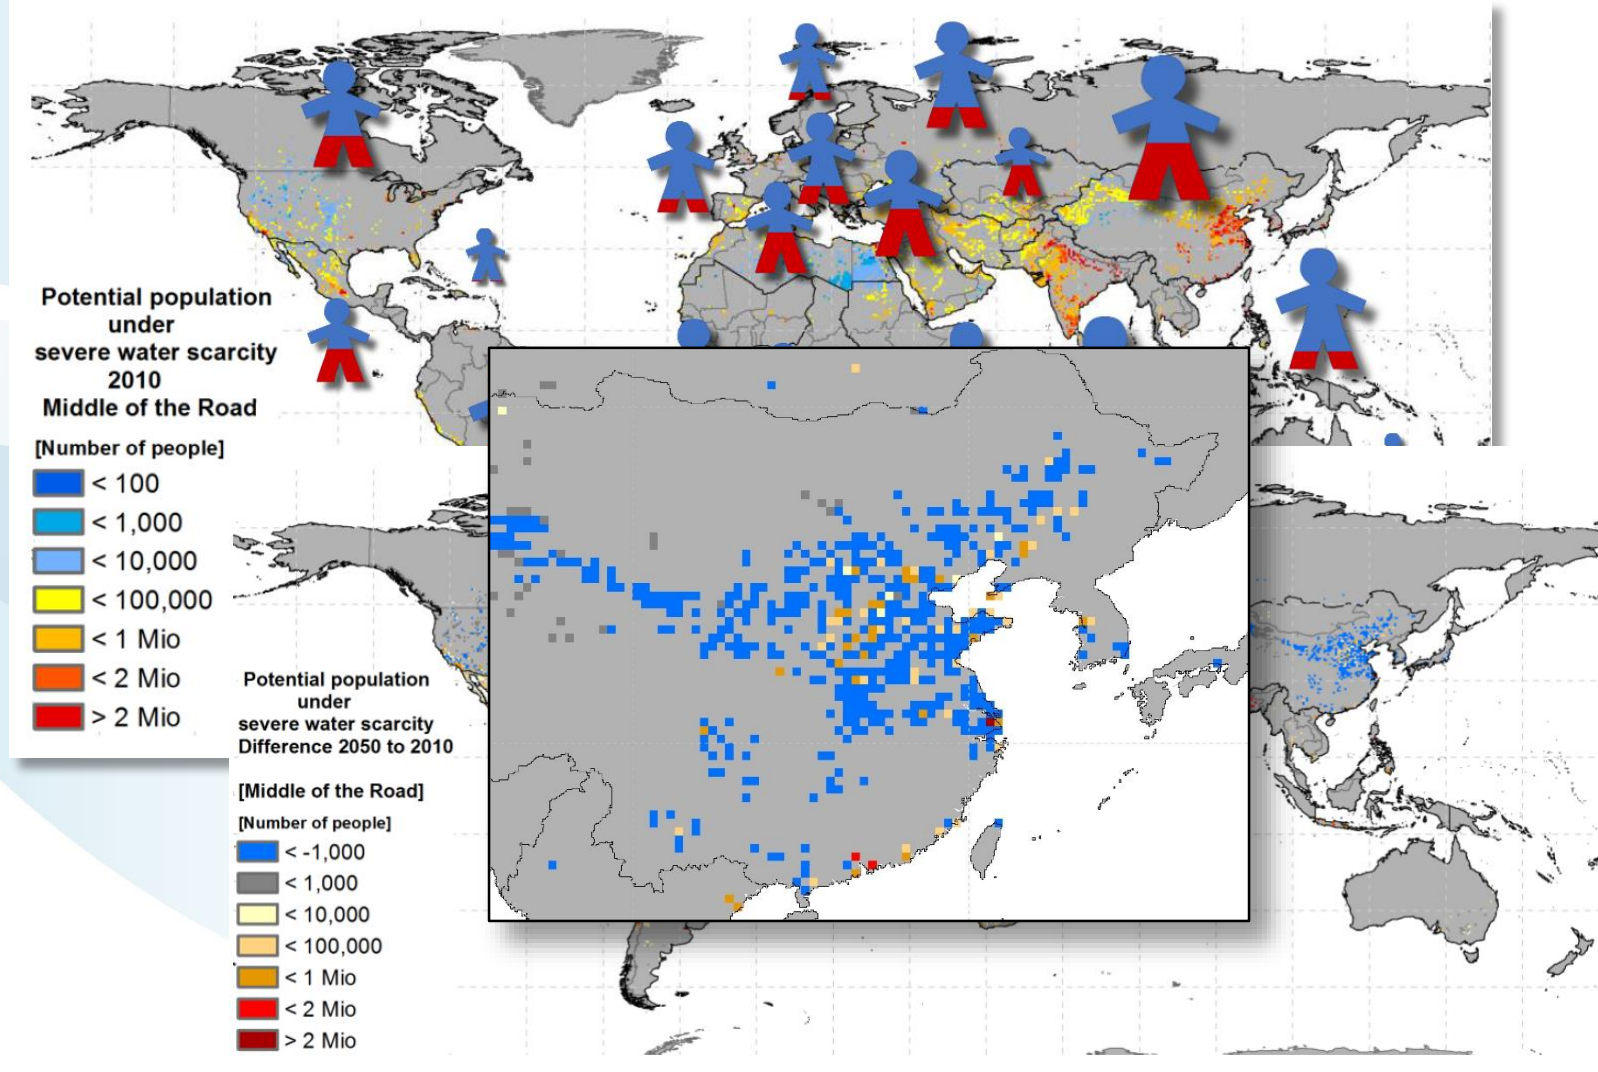 Potential population
under
severe water scarcity
2010
Middle of the Road
[Number of people]
< 100
< 1,000
< 10,000
< 100,000
< 1 Mio
< 2 Mio
> 2 Mio
Potential population
under
severe water scarcity
Difference 2050 to 2010
[Middle of the Road]
[Number of people]
< -1,000
< 1,000
< 10,000
< 100,000
< 1 Mio
< 2 Mio
> 2 Mio